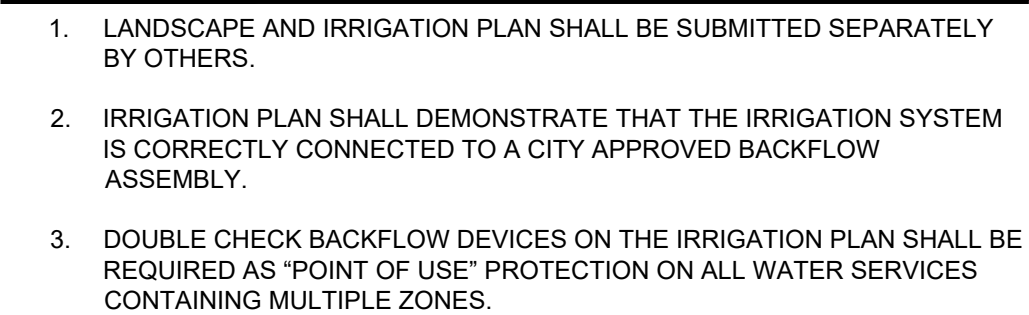 1. LANDSCAPE AND IRRIGATION PLAN SHALL BE SUBMITTED SEPARATELY
BY OTHERS.
2. IRRIGATION PLAN SHALL DEMONSTRATE THAT THE IRRIGATION SYSTEM
IS CORRECTLY CONNECTED TO A CITY APPROVED BACKFLOW
ASSEMBLY.
3. DOUBLE CHECK BACKFLOW DEVICES ON THE IRRIGATION PLAN SHALL BE
REQUIRED AS “POINT OF USE” PROTECTION ON ALL WATER SERVICES
CONTAINING MULTIPLE ZONES.